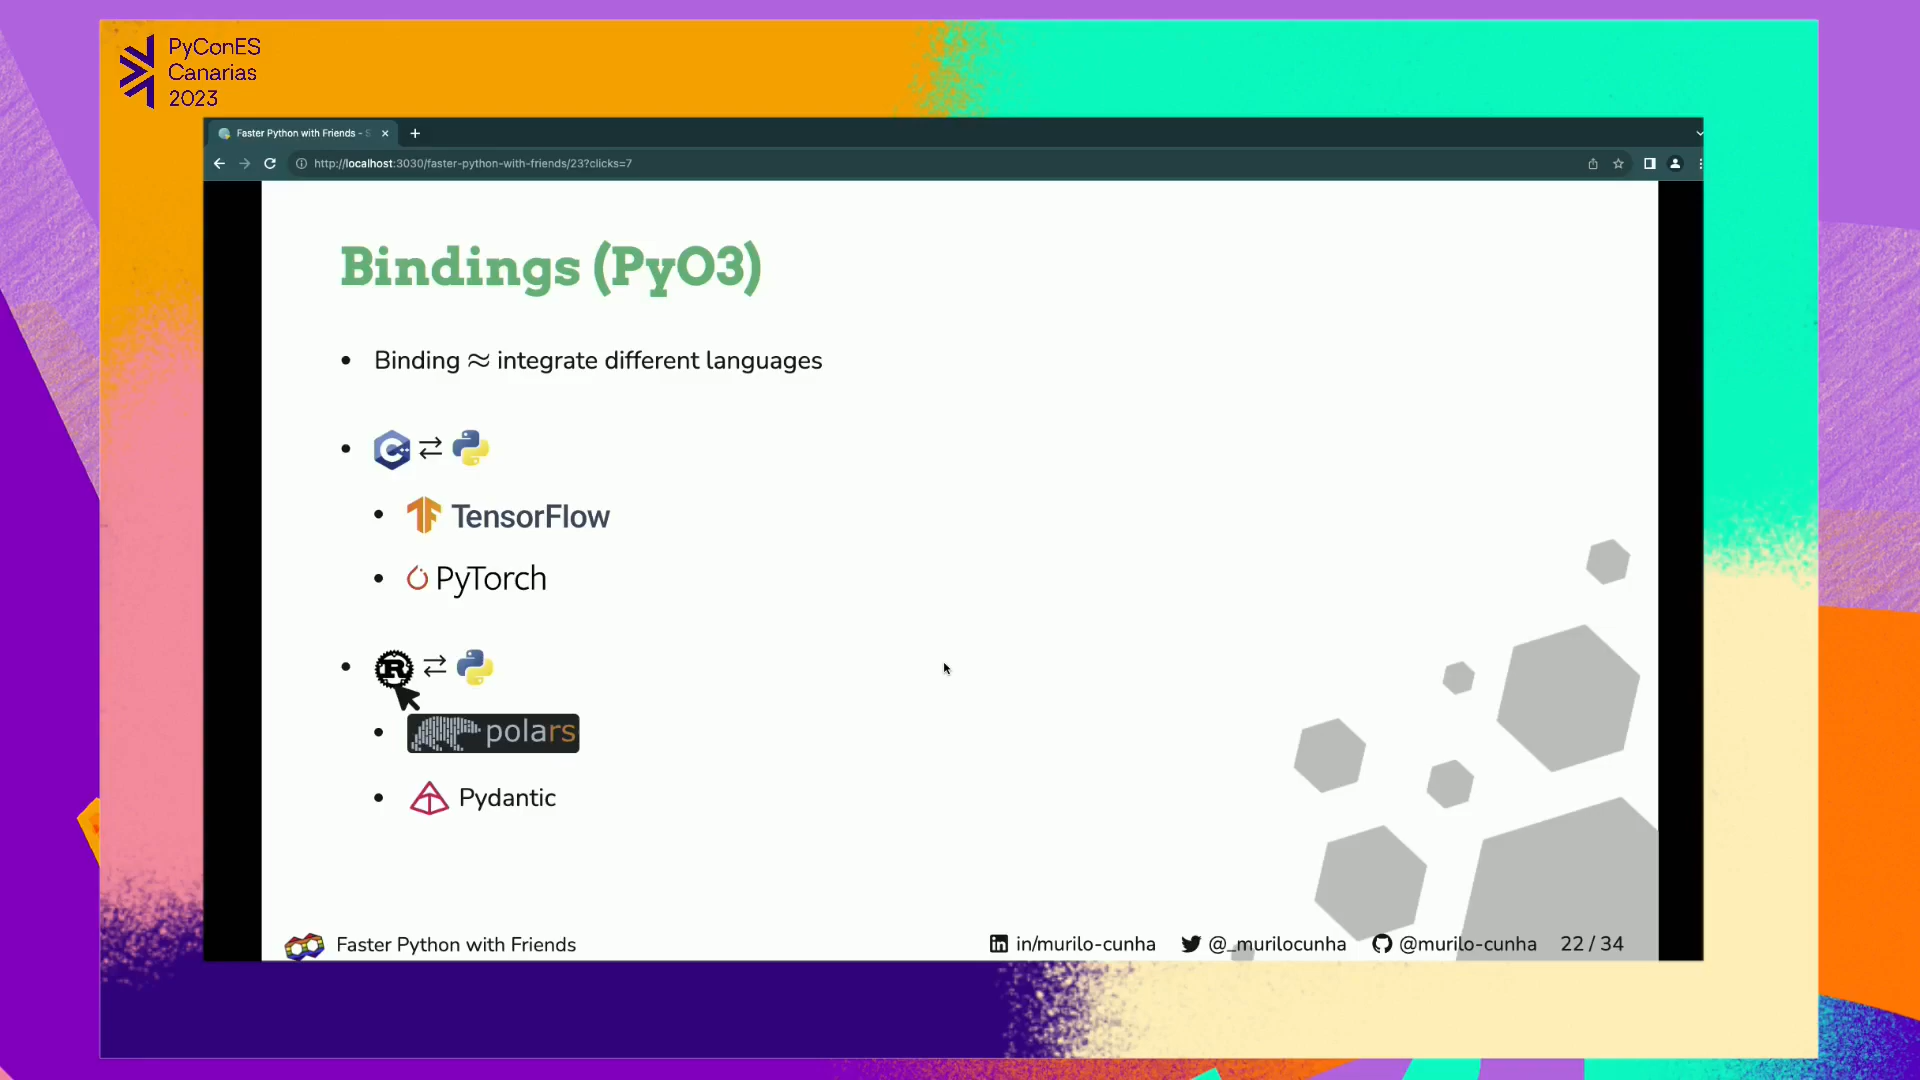 PyConES
Canarias
2023
Faster Python with Friends - S
http://localhost:3030/faster-python-with-friends/23?clicks=7
Bindings (PyO3)
• Binding ≈ integrate different languages
• C++ ⇄
• TensorFlow
• PyTorch
• R ⇄
• polars
• Pydantic
Faster Python with Friends
in/murilo-cunha @_murilocunha @murilo-cunha 22 / 34